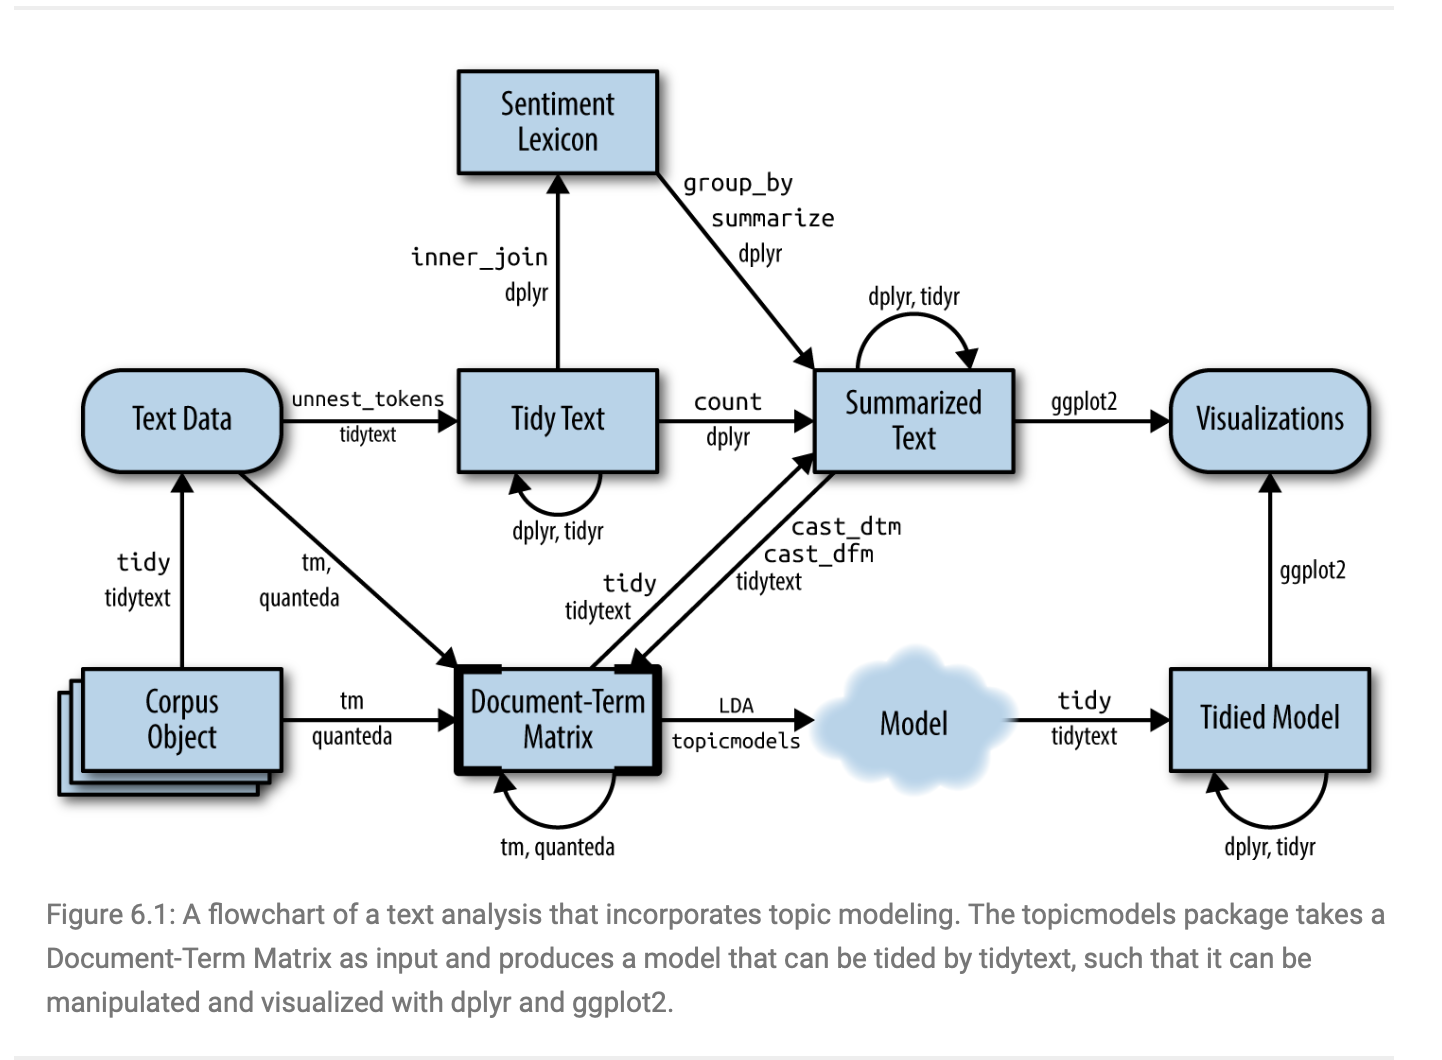 Sentiment
Lexicon
group_by
summarize
dplyr
inner_join
dplyr
dplyr, tidyr
Text Data
unnest_tokens
tidytext
Tidy Text
count
dplyr
Summarized
Text
ggplot2
Visualizations
dplyr, tidyr
tidy
tidytext
tm,
quanteda
tidy
tidytext
cast_dtm
cast_dfm
tidytext
ggplot2
Corpus
Object
tm
quanteda
Document-Term
Matrix
LDA
topicmodels
Model
tidy
tidytext
Tidied Model
tm, quanteda
dplyr, tidyr
Figure 6.1: A flowchart of a text analysis that incorporates topic modeling. The topicmodels package takes a
Document-Term Matrix as input and produces a model that can be tided by tidytext, such that it can be
manipulated and visualized with dplyr and ggplot2.